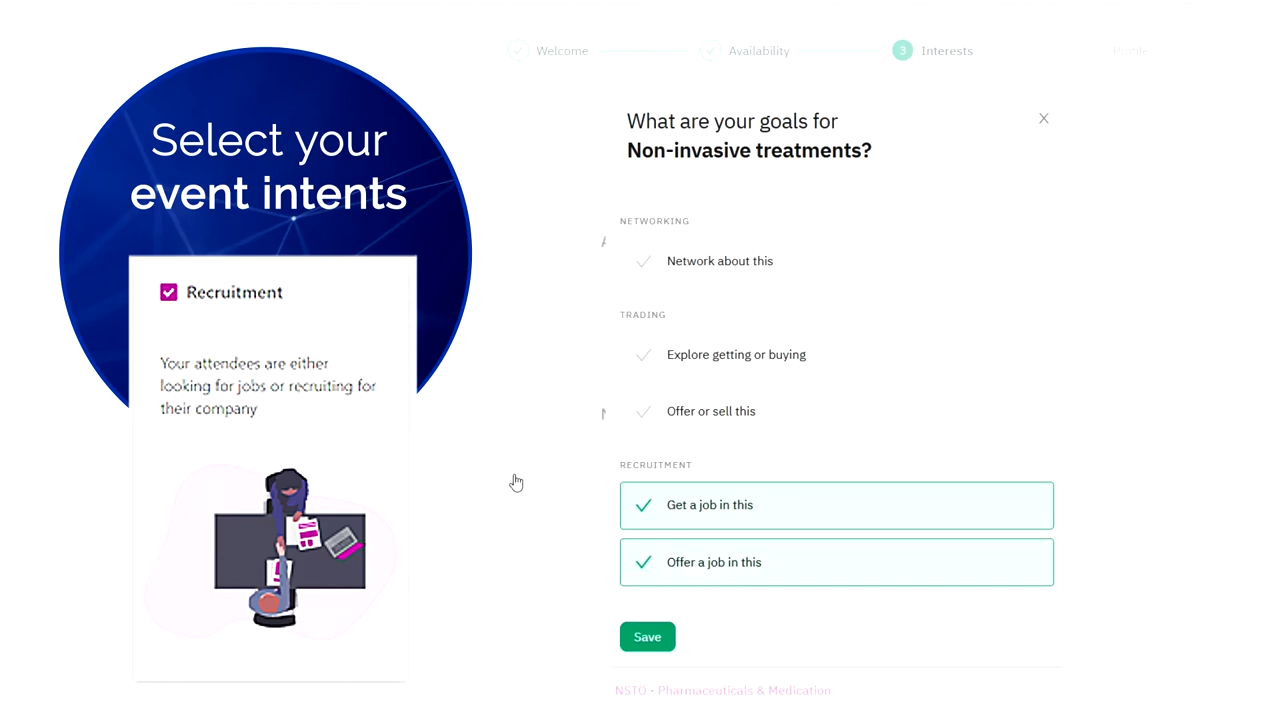 Select your
event intents
Recruitment
Your attendees are either
looking for jobs or recruiting for
their company
Welcome
Availability
3 Interests
Profile
What are your goals for
Non-invasive treatments?
NETWORKING
Network about this
TRADING
Explore getting or buying
Offer or sell this
RECRUITMENT
Get a job in this
Offer a job in this
Save
NSTO - Pharmaceuticals & Medication